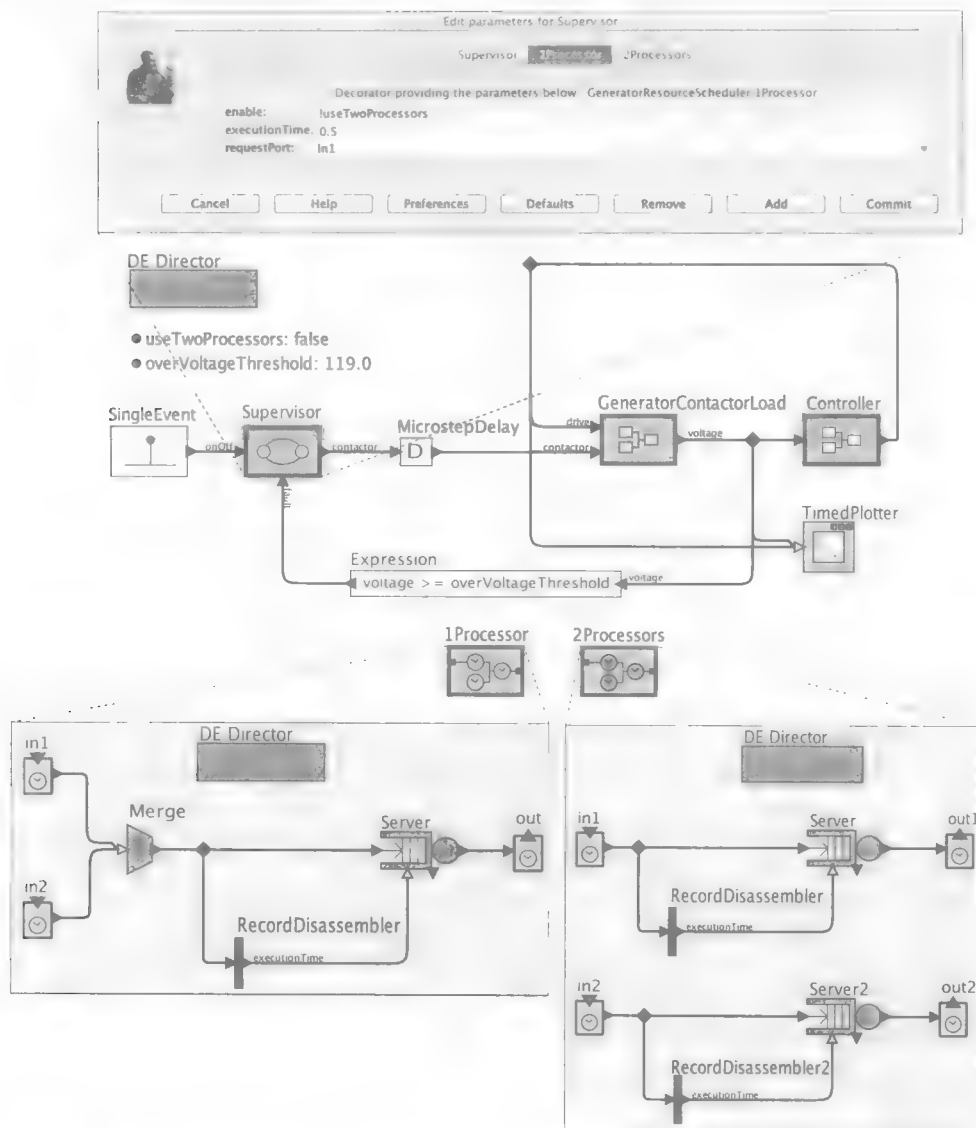 Edit parameters for Supervisor
Supervisor 1Processor 2Processors
Decorator providing the parameters below GeneratorResourceScheduler 1Processor
enable: !useTwoProcessors
executionTime: 0.5
requestPort: in1
Cancel Help Preferences Defaults Remove Add Commit
DE Director
useTwoProcessors: false
overVoltageThreshold: 119.0
SingleEvent
onOff
Supervisor
contactor
fault
MicrostepDelay
D
GeneratorContactorLoad
drive
contactor
voltage
Controller
TimedPlotter
Expression
voltage >= overVoltageThreshold
voltage
1Processor
2Processors
DE Director
in1
in2
Merge
Server
out
RecordDisassembler
executionTime
DE Director
in1
Server
out1
RecordDisassembler
executionTime
in2
Server2
out2
RecordDisassembler2
executionTime